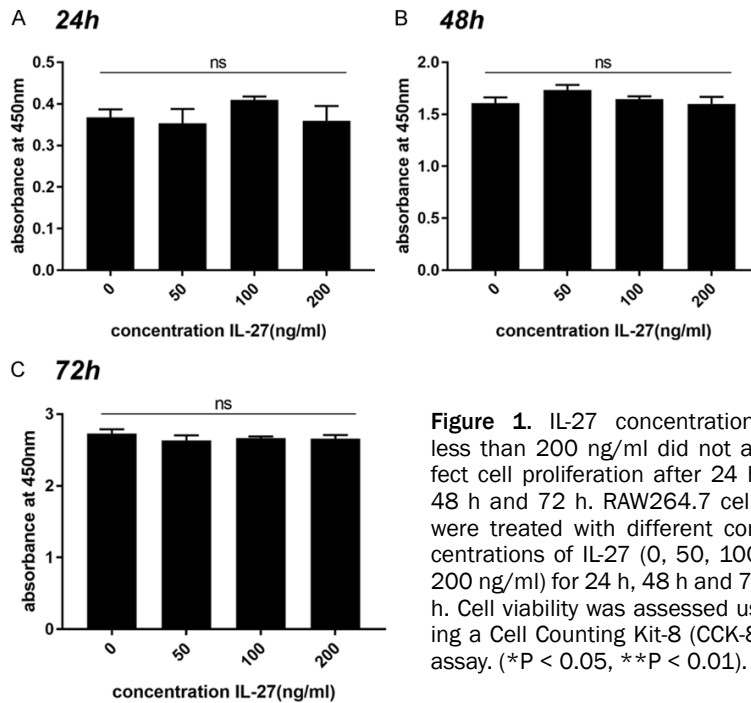 A 24h
0.5
0.4
0.3
0.2
0.1
0.0
absorbance at 450nm
ns
0 50 100 200
concentration IL-27(ng/ml)
B 48h
2.0
1.5
1.0
0.5
0.0
absorbance at 450nm
ns
0 50 100 200
concentration IL-27(ng/ml)
C 72h
3
2
1
0
absorbance at 450nm
ns
0 50 100 200
concentration IL-27(ng/ml)
Figure 1. IL-27 concentration
less than 200 ng/ml did not a
fect cell proliferation after 24 h
48 h and 72 h. RAW264.7 cel
were treated with different con
centrations of IL-27 (0, 50, 100
200 ng/ml) for 24 h, 48 h and 7
h. Cell viability was assessed us
ing a Cell Counting Kit-8 (CCK-8
assay. (*P < 0.05, **P < 0.01).